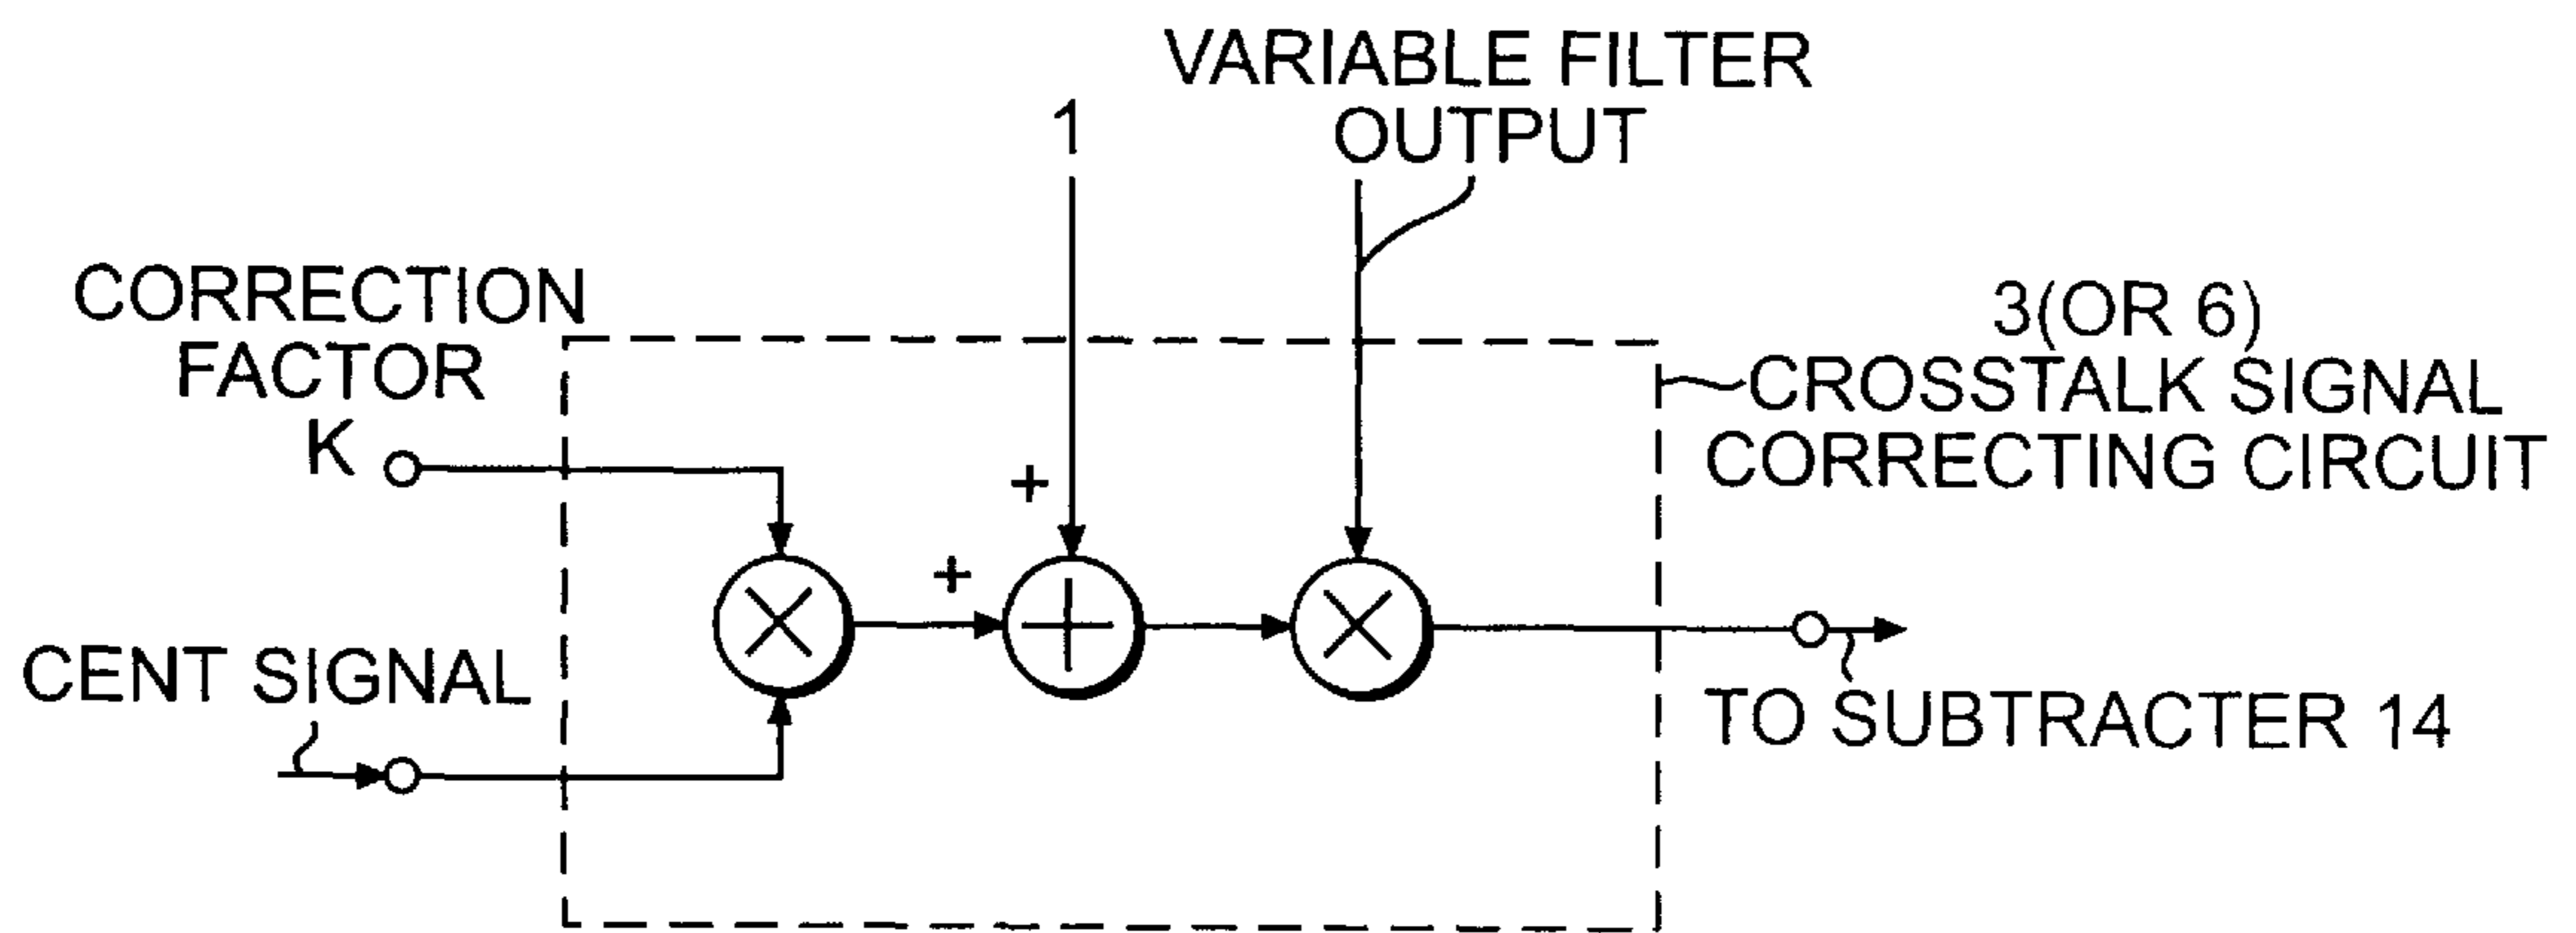 VARIABLE FILTER
OUTPUT
1
CORRECTION
FACTOR
K
+
+
3(OR 6)
CROSSTALK SIGNAL
CORRECTING CIRCUIT
CENT SIGNAL
TO SUBTRACTER 14